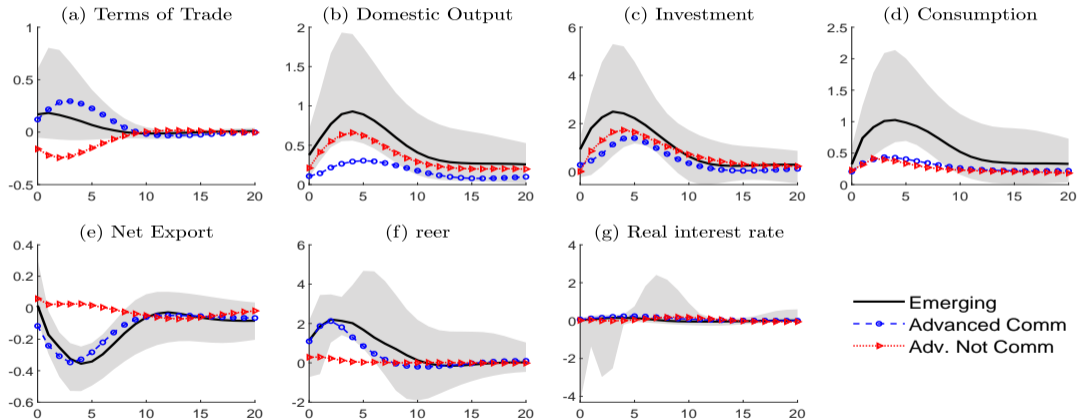 (a) Terms of Trade
1
0.5
0
-0.5
0 5 10 15 20
(b) Domestic Output
2
1.5
1
0.5
0
0 5 10 15 20
(c) Investment
6
4
2
0
0 5 10 15 20
(d) Consumption
2.5
2
1.5
1
0.5
0
0 5 10 15 20
(e) Net Export
0.4
0.2
0
-0.2
-0.4
-0.6
0 5 10 15 20
(f) reer
6
4
2
0
-2
0 5 10 15 20
(g) Real interest rate
4
2
0
-2
-4
0 5 10 15 20
Emerging
Advanced Comm
Adv. Not Comm